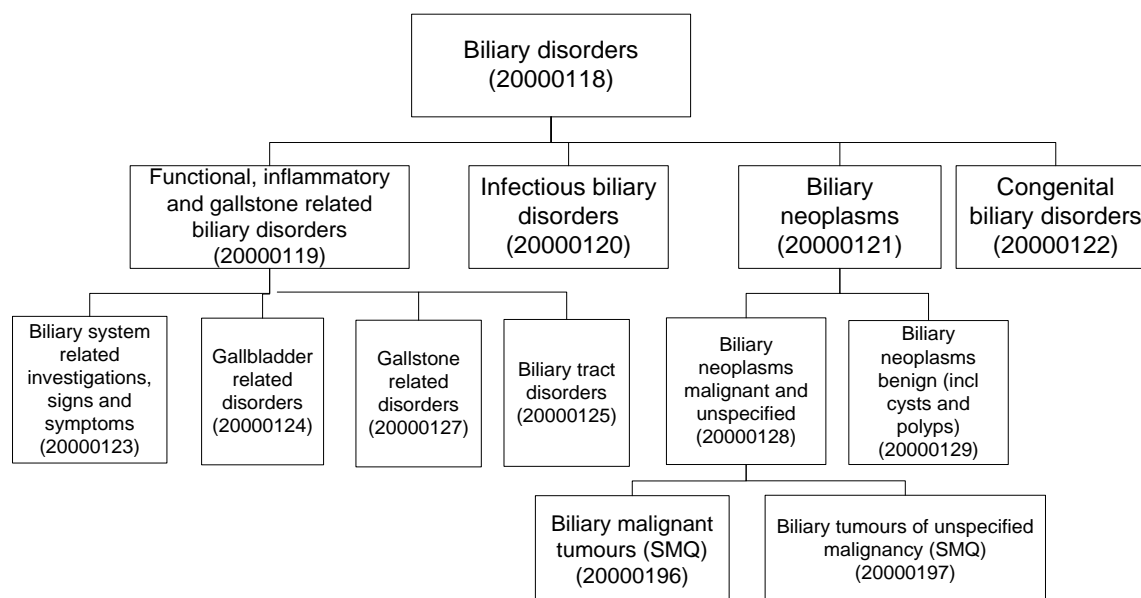 Biliary disorders
(20000118)
Functional, inflammatory
and gallstone related
biliary disorders
(20000119)
Infectious biliary
disorders
(20000120)
Biliary
neoplasms
(20000121)
Congenital
biliary disorders
(20000122)
Biliary system
related
investigations,
signs and
symptoms
(20000123)
Gallbladder
related
disorders
(20000124)
Gallstone
related
disorders
(20000127)
Biliary tract
disorders
(20000125)
Biliary
neoplasms
malignant and
unspecified
(20000128)
Biliary
neoplasms
benign (incl
cysts and
polyps)
(20000129)
Biliary malignant
tumours (SMQ)
(20000196)
Biliary tumours of unspecified
malignancy (SMQ)
(20000197)